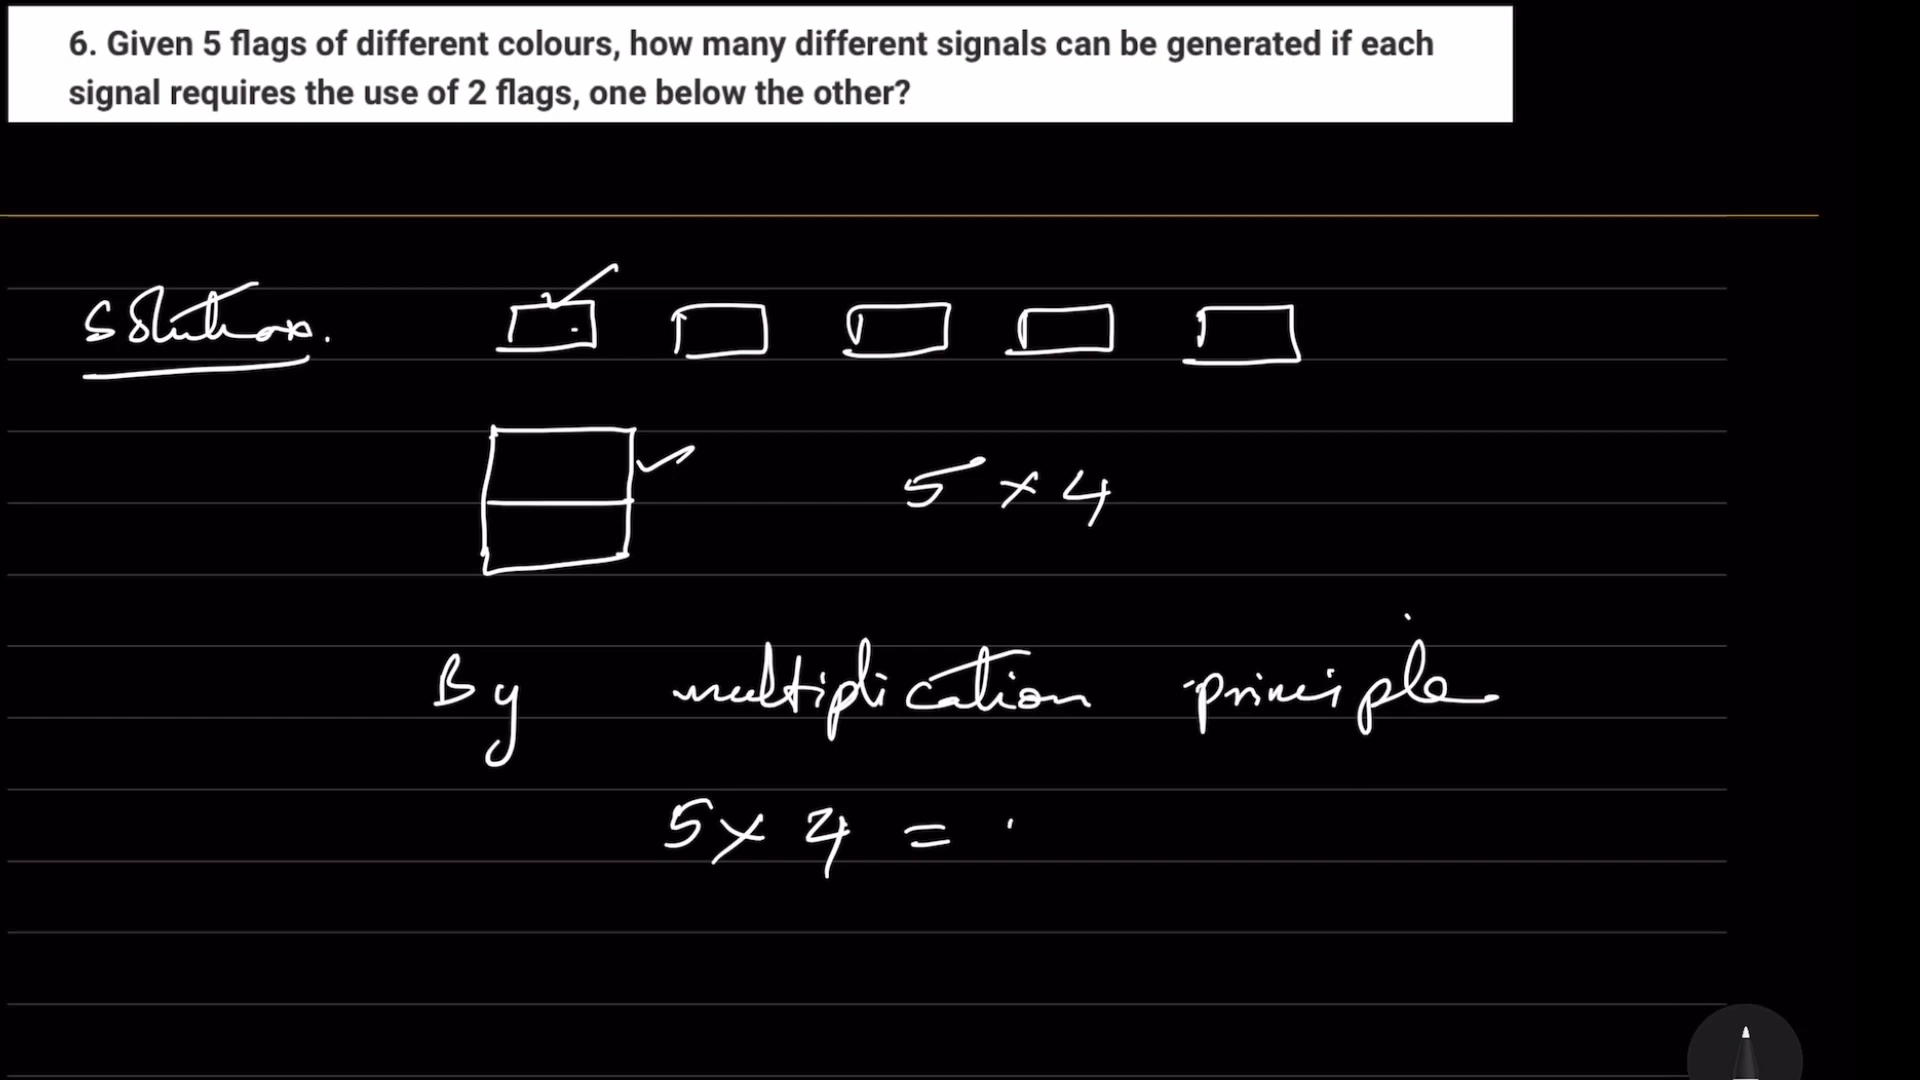 6. Given 5 flags of different colours, how many different signals can be generated if each
signal requires the use of 2 flags, one below the other?
Solution.
5 × 4
By multiplication principle
5 × 4 =